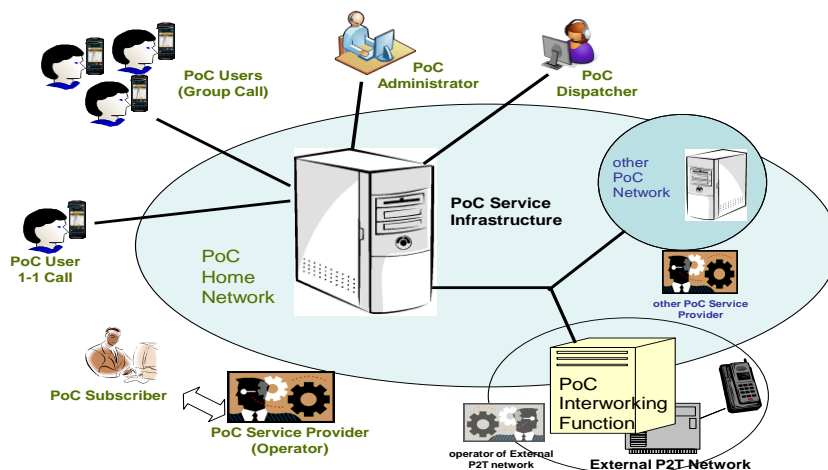 PoC Users
(Group Call)
PoC
Administrator
PoC
Dispatcher
other
PoC
Network
PoC Service
Infrastructure
PoC
Home
Network
PoC User
1-1 Call
other PoC Service
Provider
PoC Subscriber
PoC Service Provider
(Operator)
PoC
Interworking
Function
operator of External
P2T network
External P2T Network